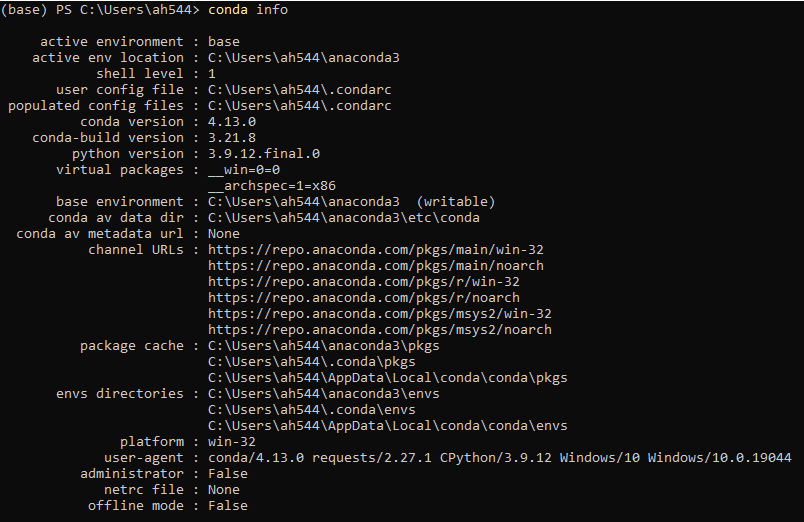 (base) PS C:\Users\ah544> conda info
active environment : base
active env location : C:\Users\ah544\anaconda3
shell level : 1
user config file : C:\Users\ah544\.condarc
populated config files : C:\Users\ah544\.condarc
conda version : 4.13.0
conda-build version : 3.21.8
python version : 3.9.12.final.0
virtual packages : __win=0=0
__archspec=1=x86
base environment : C:\Users\ah544\anaconda3  (writable)
conda av data dir : C:\Users\ah544\anaconda3\etc\conda
conda av metadata url : None
channel URLs : https://repo.anaconda.com/pkgs/main/win-32
https://repo.anaconda.com/pkgs/main/noarch
https://repo.anaconda.com/pkgs/r/win-32
https://repo.anaconda.com/pkgs/r/noarch
https://repo.anaconda.com/pkgs/msys2/win-32
https://repo.anaconda.com/pkgs/msys2/noarch
package cache : C:\Users\ah544\anaconda3\pkgs
C:\Users\ah544\.conda\pkgs
C:\Users\ah544\AppData\Local\conda\conda\pkgs
envs directories : C:\Users\ah544\anaconda3\envs
C:\Users\ah544\.conda\envs
C:\Users\ah544\AppData\Local\conda\conda\envs
platform : win-32
user-agent : conda/4.13.0 requests/2.27.1 CPython/3.9.12 Windows/10 Windows/10.0.19044
administrator : False
netrc file : None
offline mode : False